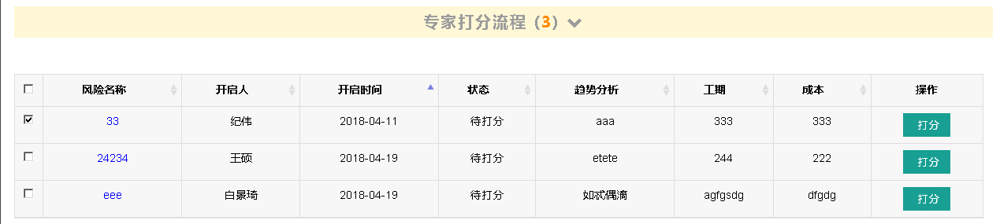 专家打分流程（3）
风险名称 开启人 开启时间 状态 趋势分析 工期 成本 操作
33 纪伟 2018-04-11 待打分 aaa 333 333 打分
24234 王硕 2018-04-19 待打分 etete 244 222 打分
eee 白景琦 2018-04-19 待打分 如忒偶滴 agfgsdg dfgdg 打分